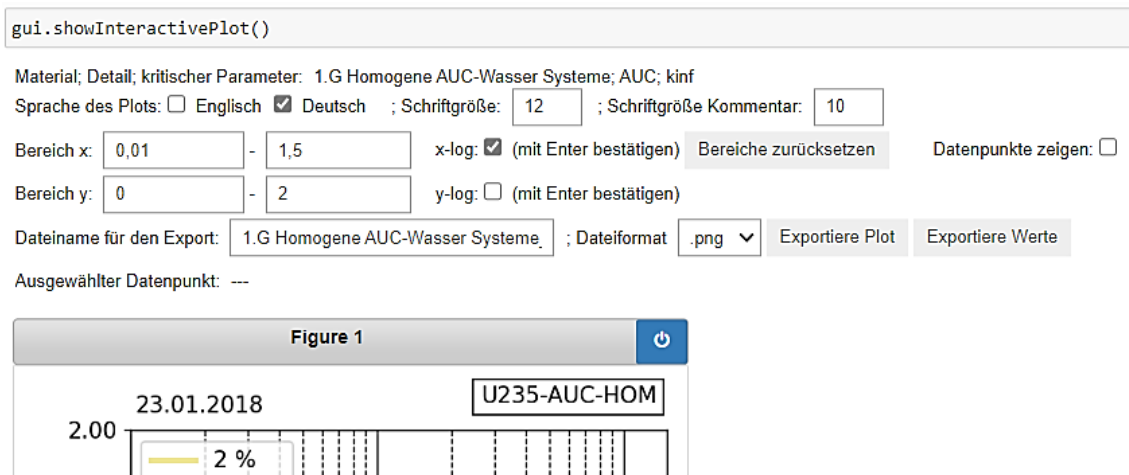 gui.showInteractivePlot()
Material; Detail; kritischer Parameter: 1.G Homogene AUC-Wasser Systeme; AUC; kinf
Sprache des Plots: Englisch Deutsch ; Schriftgröße: 12 ; Schriftgröße Kommentar: 10
Bereich x: 0,01 - 1,5 x-log: (mit Enter bestätigen) Bereiche zurücksetzen Datenpunkte zeigen:
Bereich y: 0 - 2 y-log: (mit Enter bestätigen)
Dateiname für den Export: 1.G Homogene AUC-Wasser Systeme_ ; Dateiformat .png Exportiere Plot Exportiere Werte
Ausgewählter Datenpunkt: ---
Figure 1
23.01.2018 U235-AUC-HOM
2.00
2 %